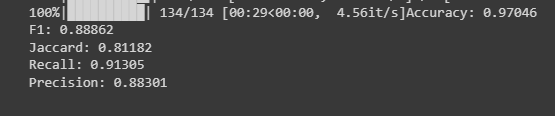 100%|██████████| 134/134 [00:29<00:00, 4.56it/s]Accuracy: 0.97046
F1: 0.88862
Jaccard: 0.81182
Recall: 0.91305
Precision: 0.88301